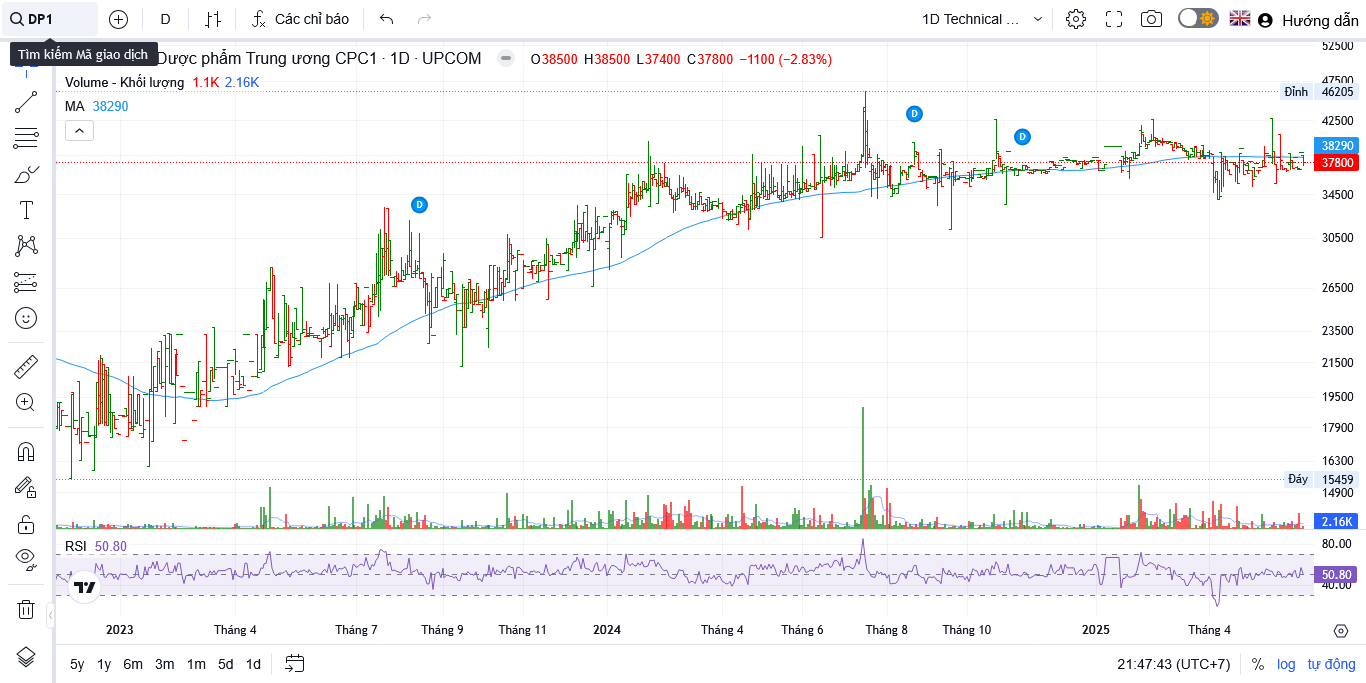 DP1 D Các chỉ báo 1D Technical ... Hướng dẫn
Tìm kiếm Mã giao dịch
Dược phẩm Trung ương CPC1 · 1D · UPCOM O38500 H38500 L37400 C37800 −1100 (−2.83%)
Volume - Khối lượng 1.1K 2.16K
MA 38290
D
D
D
52500
47500
Đỉnh 46205
42500
38290
37800
34500
30500
26500
23500
21500
19500
17900
16300
Đáy 15459
14900
2.16K
RSI 50.80
80.00
50.80
40.00
2023 Tháng 4 Tháng 7 Tháng 9 Tháng 11 2024 Tháng 4 Tháng 6 Tháng 8 Tháng 10 2025 Tháng 4
5y 1y 6m 3m 1m 5d 1d 21:47:43 (UTC+7) % log tự động